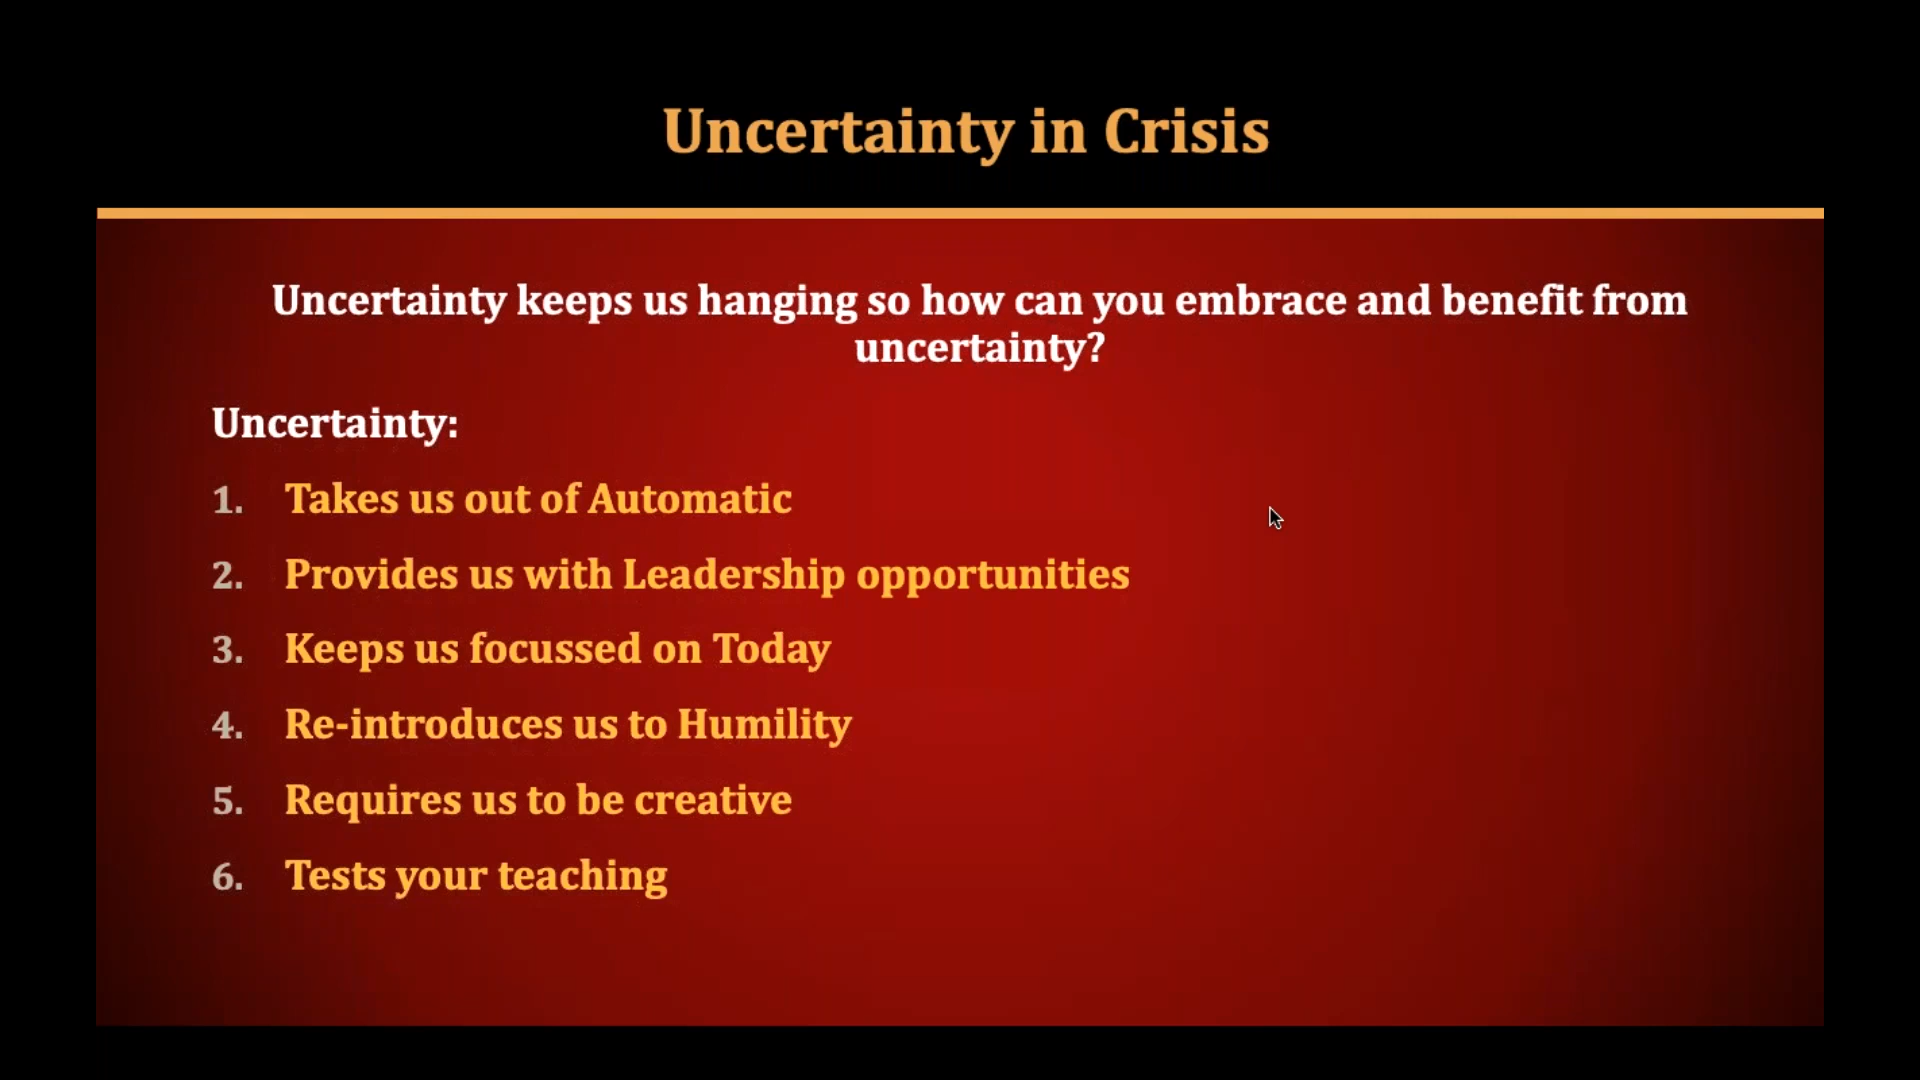 Uncertainty in Crisis
Uncertainty keeps us hanging so how can you embrace and benefit from
uncertainty?
Uncertainty:
1. Takes us out of Automatic
2. Provides us with Leadership opportunities
3. Keeps us focussed on Today
4. Re-introduces us to Humility
5. Requires us to be creative
6. Tests your teaching